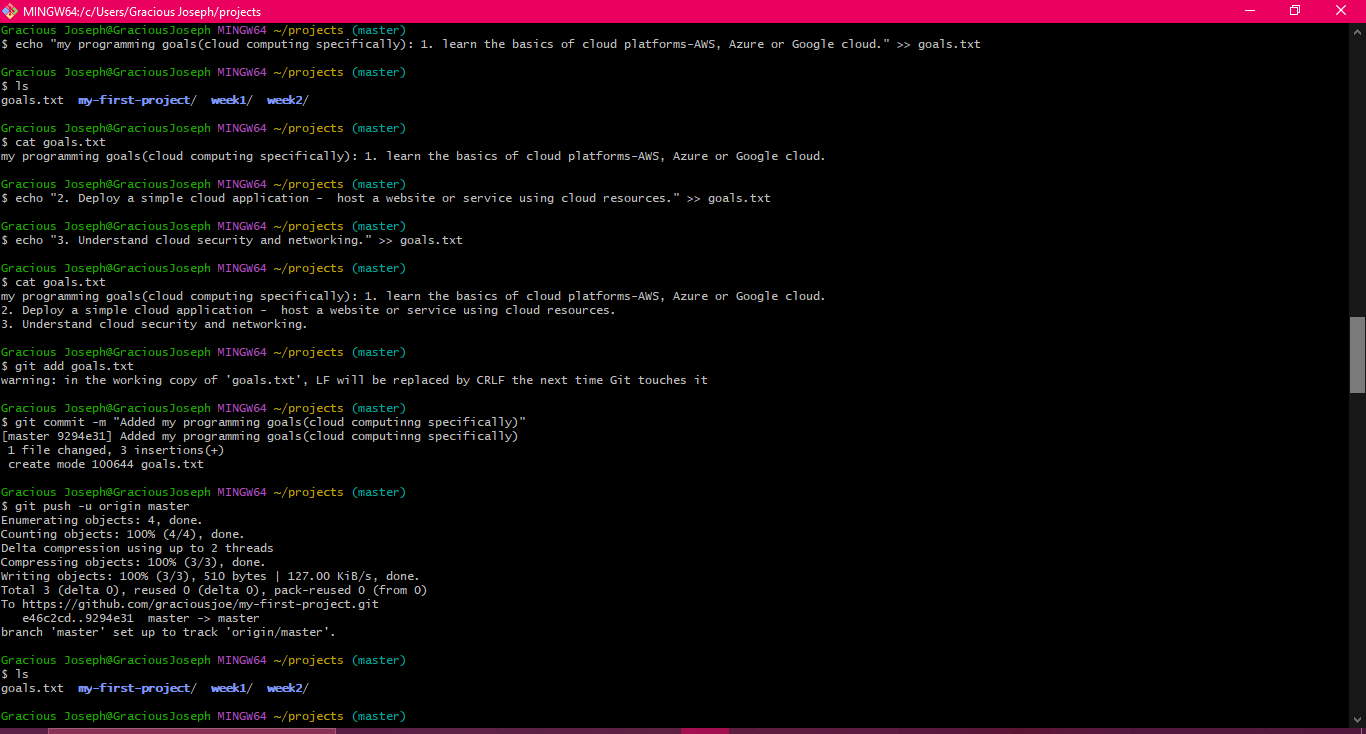 MINGW64:/c/Users/Gracious Joseph/projects
Gracious Joseph@GraciousJoseph MINGW64 ~/projects (master)
$ echo "my programming goals(cloud computing specifically): 1. learn the basics of cloud platforms-AWS, Azure or Google cloud." >> goals.txt
Gracious Joseph@GraciousJoseph MINGW64 ~/projects (master)
$ ls
goals.txt  my-first-project/  week1/  week2/
Gracious Joseph@GraciousJoseph MINGW64 ~/projects (master)
$ cat goals.txt
my programming goals(cloud computing specifically): 1. learn the basics of cloud platforms-AWS, Azure or Google cloud.
Gracious Joseph@GraciousJoseph MINGW64 ~/projects (master)
$ echo "2. Deploy a simple cloud application -  host a website or service using cloud resources." >> goals.txt
Gracious Joseph@GraciousJoseph MINGW64 ~/projects (master)
$ echo "3. Understand cloud security and networking." >> goals.txt
Gracious Joseph@GraciousJoseph MINGW64 ~/projects (master)
$ cat goals.txt
my programming goals(cloud computing specifically): 1. learn the basics of cloud platforms-AWS, Azure or Google cloud.
2. Deploy a simple cloud application -  host a website or service using cloud resources.
3. Understand cloud security and networking.
Gracious Joseph@GraciousJoseph MINGW64 ~/projects (master)
$ git add goals.txt
warning: in the working copy of 'goals.txt', LF will be replaced by CRLF the next time Git touches it
Gracious Joseph@GraciousJoseph MINGW64 ~/projects (master)
$ git commit -m "Added my programming goals(cloud computinng specifically)"
[master 9294e31] Added my programming goals(cloud computinng specifically)
 1 file changed, 3 insertions(+)
 create mode 100644 goals.txt
Gracious Joseph@GraciousJoseph MINGW64 ~/projects (master)
$ git push -u origin master
Enumerating objects: 4, done.
Counting objects: 100% (4/4), done.
Delta compression using up to 2 threads
Compressing objects: 100% (3/3), done.
Writing objects: 100% (3/3), 510 bytes | 127.00 KiB/s, done.
Total 3 (delta 0), reused 0 (delta 0), pack-reused 0 (from 0)
To https://github.com/graciousjoe/my-first-project.git
   e46c2cd..9294e31  master -> master
branch 'master' set up to track 'origin/master'.
Gracious Joseph@GraciousJoseph MINGW64 ~/projects (master)
$ ls
goals.txt  my-first-project/  week1/  week2/
Gracious Joseph@GraciousJoseph MINGW64 ~/projects (master)